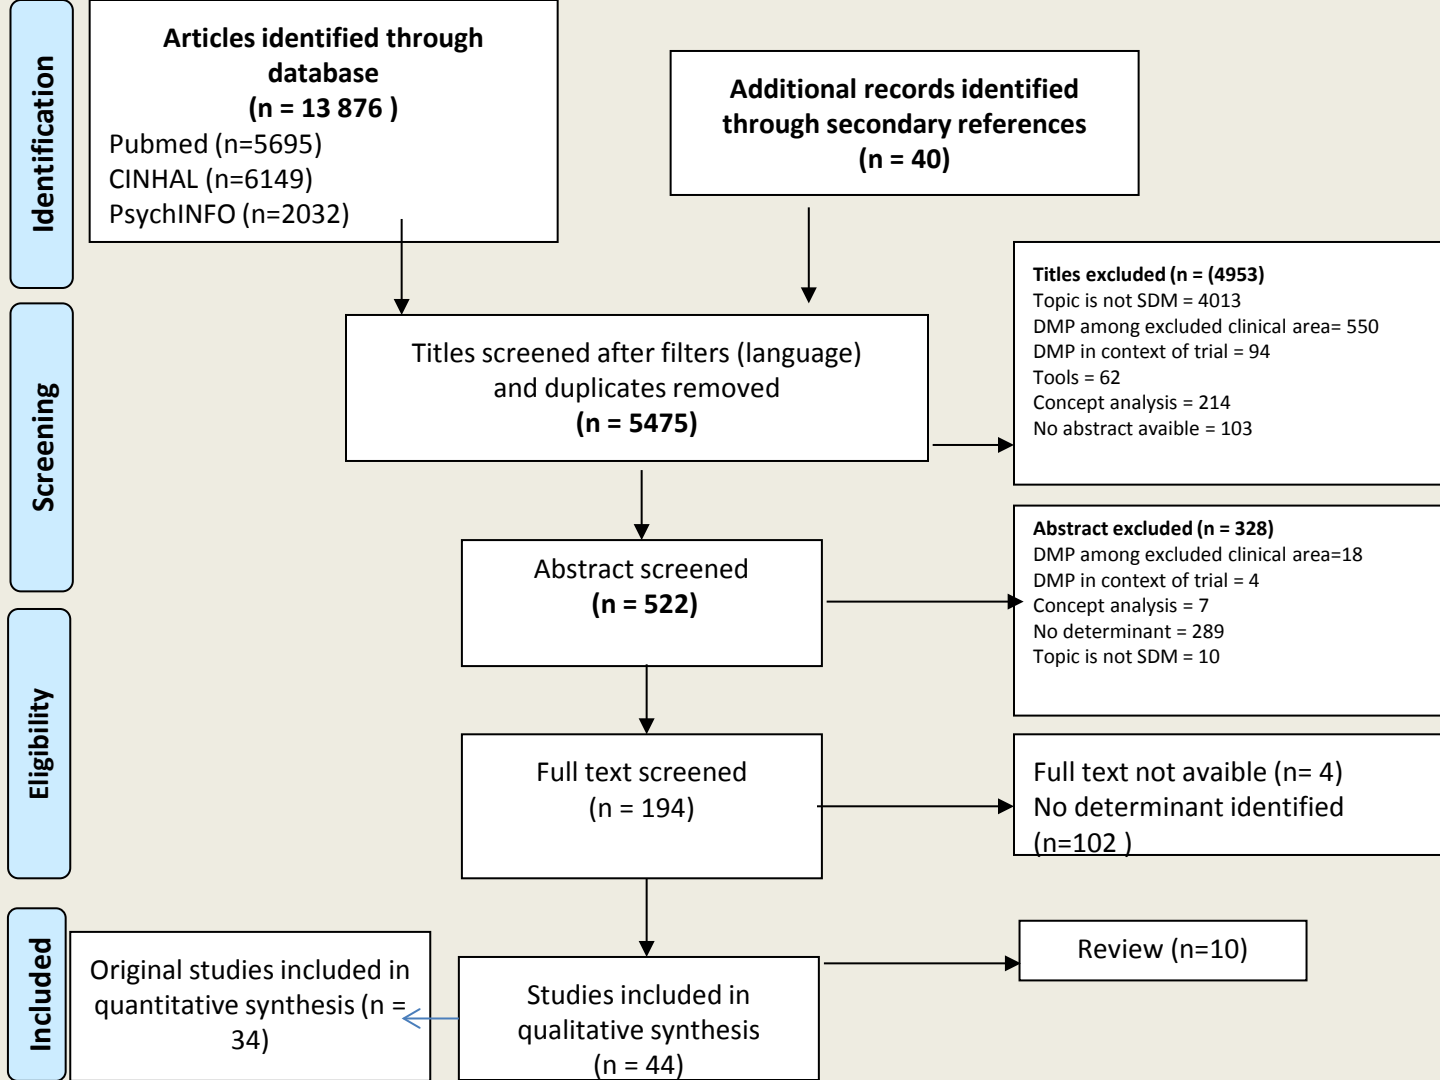 Identification
Articles identified through
database
(n = 13 876 )
Pubmed (n=5695)
CINHAL (n=6149)
PsychINFO (n=2032)
Additional records identified
through secondary references
(n = 40)
Screening
Titles screened after filters (language)
and duplicates removed
(n = 5475)
Titles excluded (n = (4953)
Topic is not SDM = 4013
DMP among excluded clinical area= 550
DMP in context of trial = 94
Tools = 62
Concept analysis = 214
No abstract avaible = 103
Abstract screened
(n = 522)
Abstract excluded (n = 328)
DMP among excluded clinical area=18
DMP in context of trial = 4
Concept analysis = 7
No determinant = 289
Topic is not SDM = 10
Eligibility
Full text screened
(n = 194)
Full text not avaible (n= 4)
No determinant identified
(n=102 )
Included
Original studies included in
quantitative synthesis (n =
34)
Studies included in
qualitative synthesis
(n = 44)
Review (n=10)